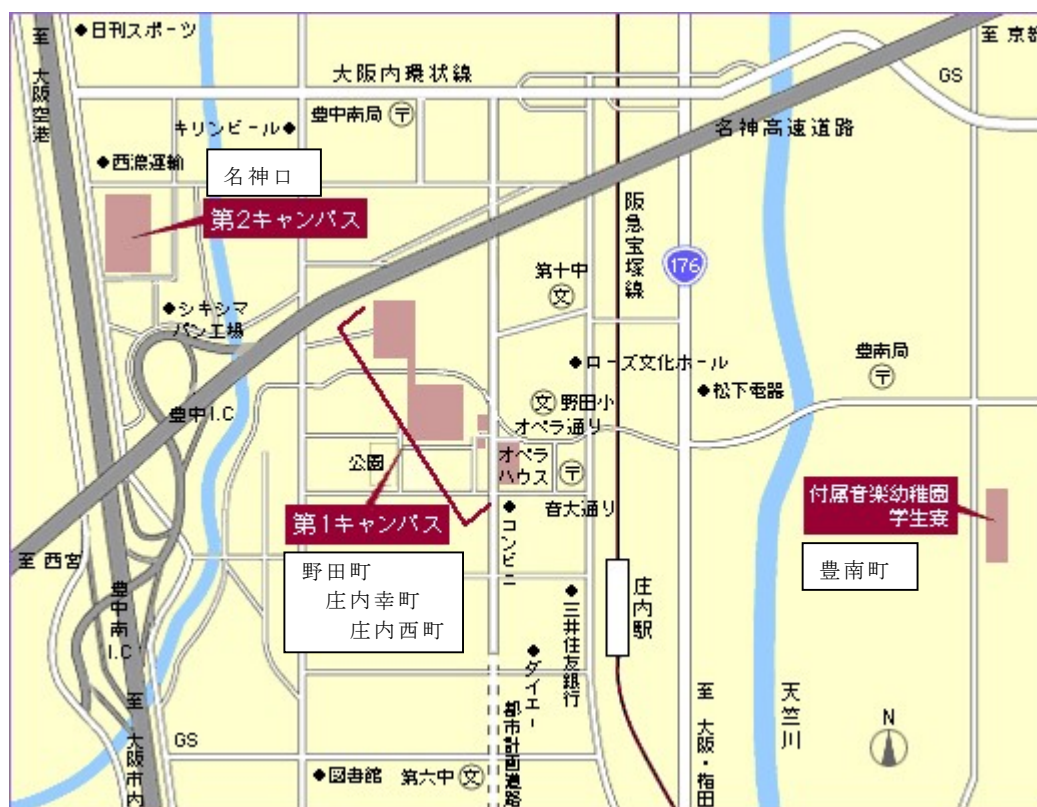 至 大阪空港
◆日刊スポーツ
大阪内環状線
至 京都
GS
豊中南局 〒
キリンビール◆
名神高速道路
◆西濃運輸
名神口
第2キャンパス
阪急宝塚線
176
第十中
文
◆シキシマ
パン工場
◆ローズ文化ホール
豊南局
〒
◆松下電器
文 野田小
オペラ通り
豊中I.C
公園
オペラ
ハウス
〒
音大通り
付属音楽幼稚園
学生寮
第1キャンパス
◆コンビニ
至 西宮
野田町
庄内幸町
庄内西町
豊南町
庄内駅
◆三井住友銀行
豊中南I.C
◆ダイエー
至 大阪市内
都市計画道路
至 大阪・梅田
天竺川
N
GS
◆図書館
第六中 文